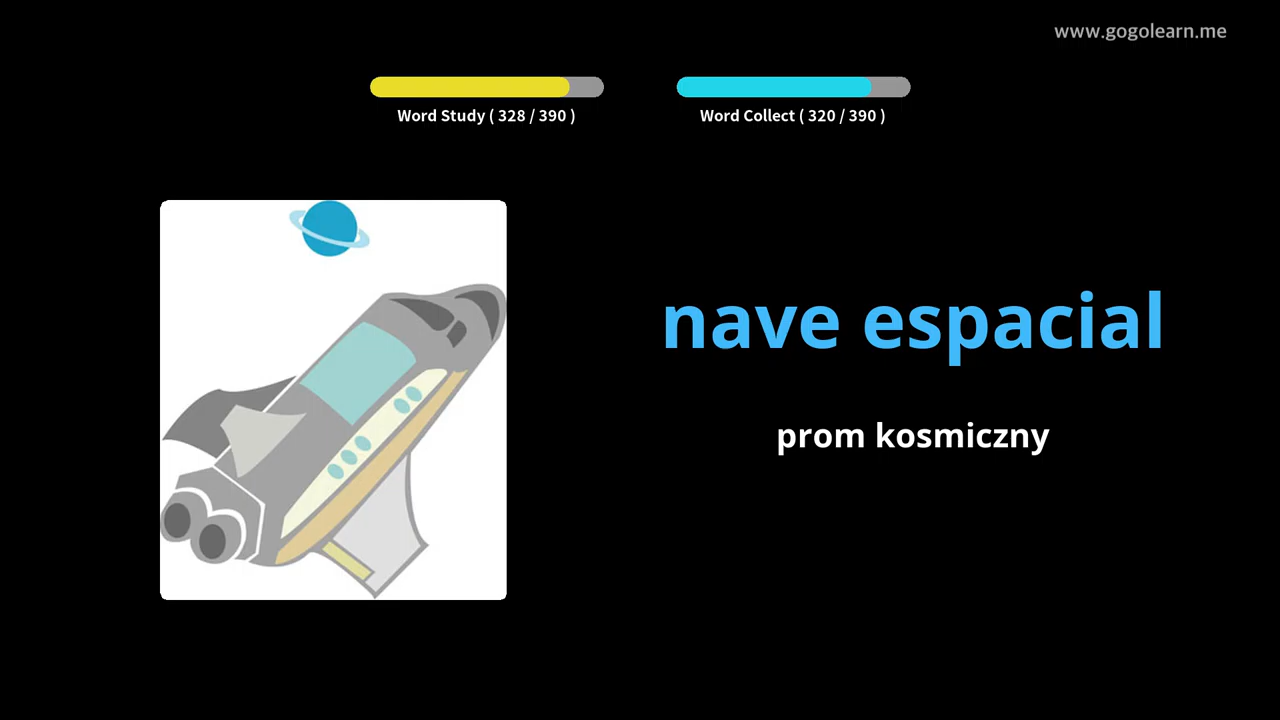 www.gogolearn.me
Word Study ( 328 / 390 )
Word Collect ( 320 / 390 )
nave espacial
prom kosmiczny